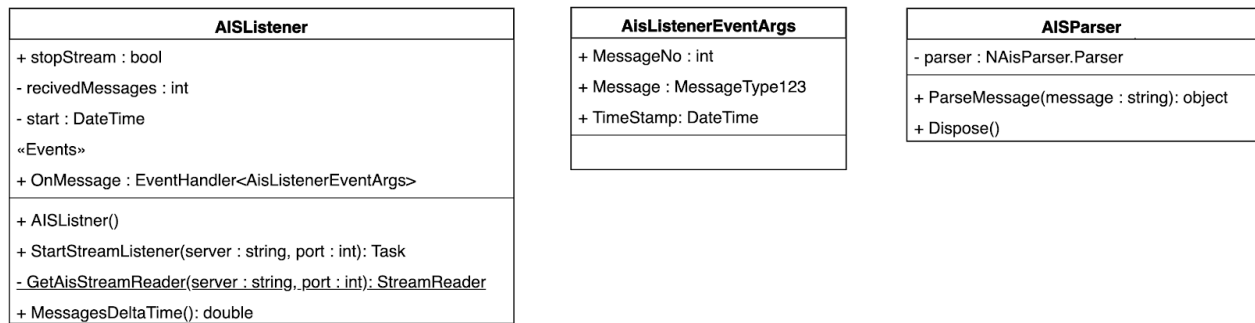 AISListener
+ stopStream : bool
- recivedMessages : int
- start : DateTime
«Events»
+ OnMessage : EventHandler<AisListenerEventArgs>
+ AISListner()
+ StartStreamListener(server : string, port : int): Task
- GetAisStreamReader(server : string, port : int): StreamReader
+ MessagesDeltaTime(): double
AisListenerEventArgs
+ MessageNo : int
+ Message : MessageType123
+ TimeStamp: DateTime
AISParser
- parser : NAisParser.Parser
+ ParseMessage(message : string): object
+ Dispose()